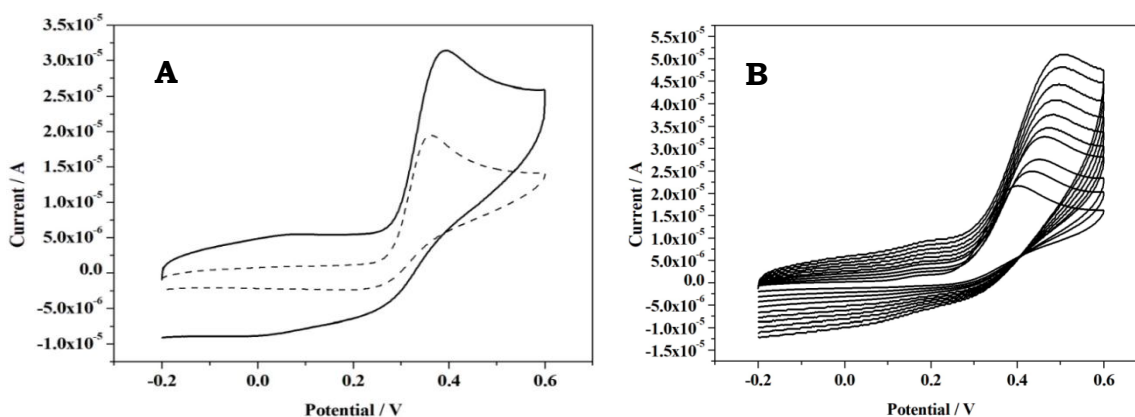 A
3.5x10⁻⁵
3.0x10⁻⁵
2.5x10⁻⁵
2.0x10⁻⁵
1.5x10⁻⁵
1.0x10⁻⁵
5.0x10⁻⁶
0.0
-5.0x10⁻⁶
-1.0x10⁻⁵
Current / A
-0.2 0.0 0.2 0.4 0.6
Potential / V
B
5.5x10⁻⁵
5.0x10⁻⁵
4.5x10⁻⁵
4.0x10⁻⁵
3.5x10⁻⁵
3.0x10⁻⁵
2.5x10⁻⁵
2.0x10⁻⁵
1.5x10⁻⁵
1.0x10⁻⁵
5.0x10⁻⁶
0.0
-5.0x10⁻⁶
-1.0x10⁻⁵
-1.5x10⁻⁵
Current / A
-0.2 0.0 0.2 0.4 0.6
Potential / V